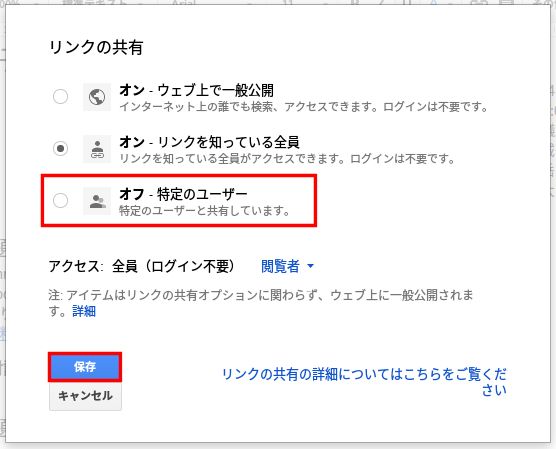 標準テキスト
Arial
11
リンクの共有
オン - ウェブ上で一般公開
インターネット上の誰でも検索、アクセスできます。ログインは不要です。
オン - リンクを知っている全員
リンクを知っている全員がアクセスできます。ログインは不要です。
オフ - 特定のユーザー
特定のユーザーと共有しています。
アクセス: 全員（ログイン不要） 閲覧者
注: アイテムはリンクの共有オプションに関わらず、ウェブ上に一般公開されま
す。詳細
保存
キャンセル
リンクの共有の詳細についてはこちらをご覧くだ
さい